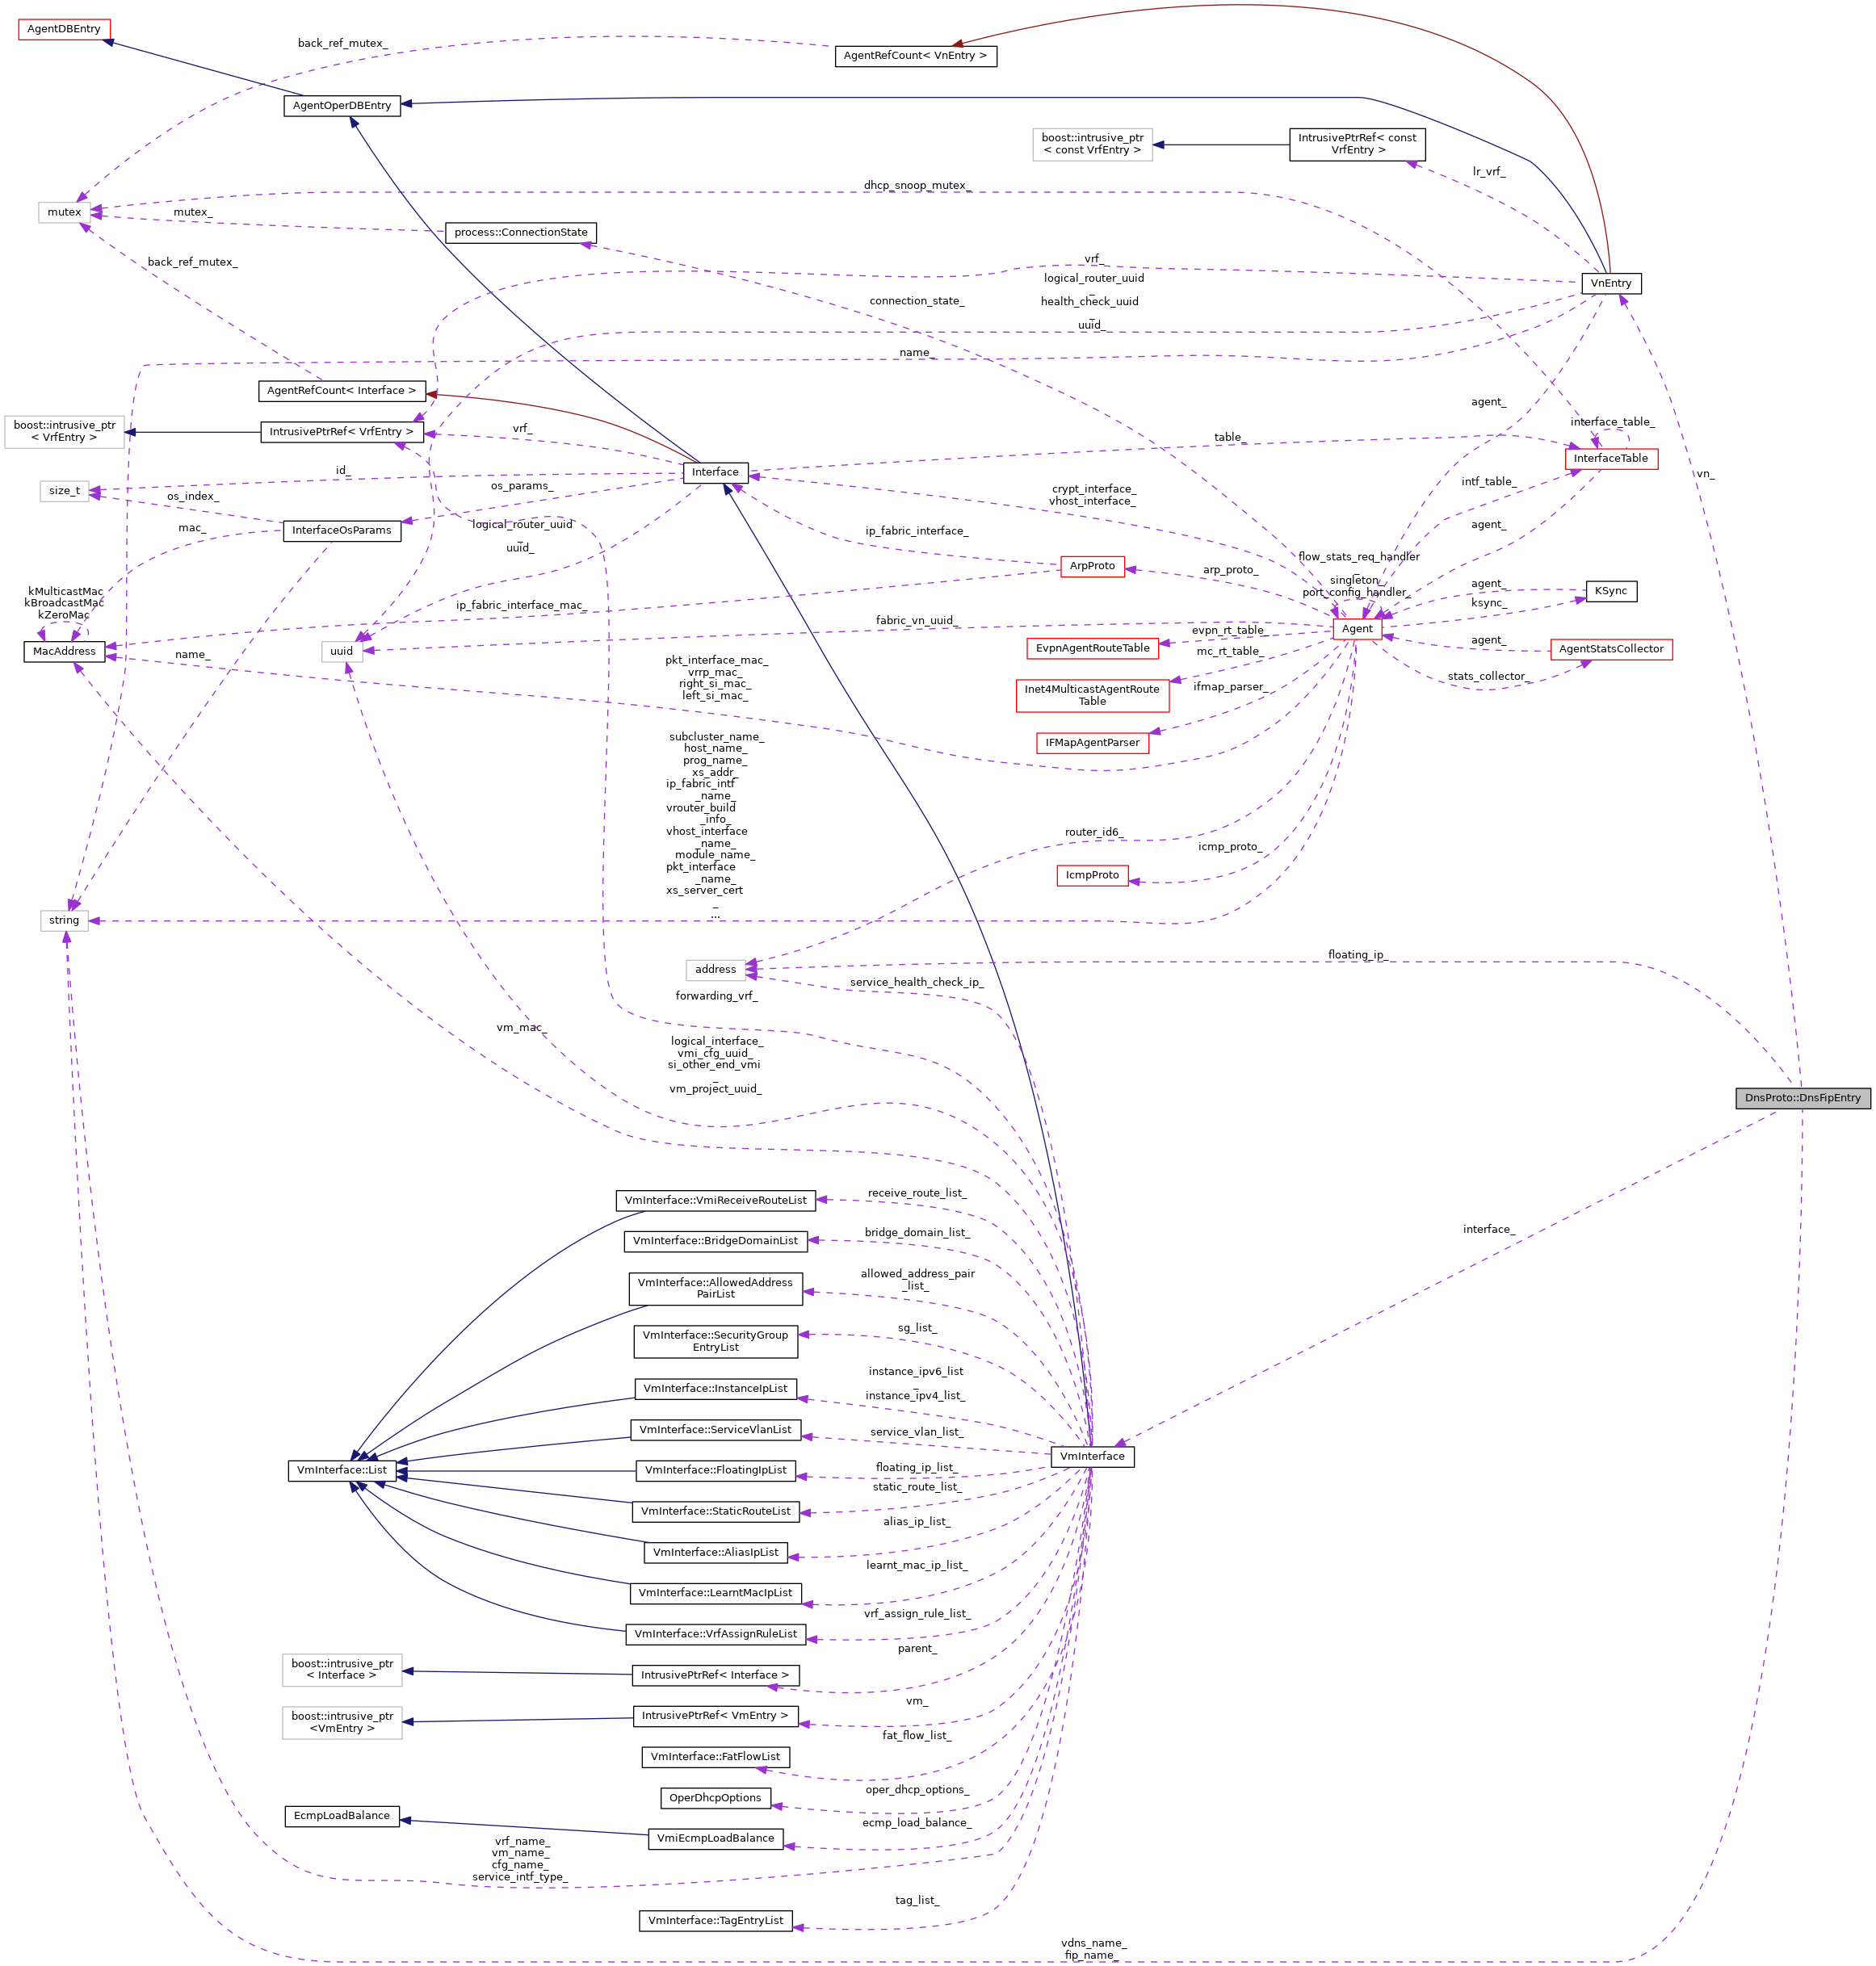 AgentDBEntry
back_ref_mutex_
AgentRefCount< VnEntry >
AgentOperDBEntry
boost::intrusive_ptr
< const VrfEntry >
IntrusivePtrRef< const
VrfEntry >
lr_vrf_
dhcp_snoop_mutex_
mutex
mutex_
process::ConnectionState
back_ref_mutex_
vrf_
logical_router_uuid
_
health_check_uuid
_
uuid_
connection_state_
VnEntry
name_
AgentRefCount< Interface >
agent_
boost::intrusive_ptr
< VrfEntry >
IntrusivePtrRef< VrfEntry >
vrf_
table_
interface_table_
InterfaceTable
id_
Interface
vn_
size_t
os_index_
os_params_
crypt_interface_
vhost_interface_
intf_table_
mac_
InterfaceOsParams
logical_router_uuid
_
uuid_
ip_fabric_interface_
agent_
flow_stats_req_handler
_
singleton_
port_config_handler_
ArpProto
arp_proto_
agent_
KSync
ksync_
kMulticastMac
kBroadcastMac
kZeroMac
ip_fabric_interface_mac_
fabric_vn_uuid_
Agent
MacAddress
name_
uuid
evpn_rt_table_
EvpnAgentRouteTable
mc_rt_table_
agent_
AgentStatsCollector
stats_collector_
pkt_interface_mac_
vrrp_mac_
right_si_mac_
left_si_mac_
Inet4MulticastAgentRoute
Table
ifmap_parser_
IFMapAgentParser
subcluster_name_
host_name_
prog_name_
xs_addr_
ip_fabric_intf
_name_
vrouter_build
_info_
vhost_interface
_name_
module_name_
pkt_interface
_name_
xs_server_cert
_
...
router_id6_
icmp_proto_
IcmpProto
string
address
floating_ip_
service_health_check_ip_
forwarding_vrf_
vm_mac_
logical_interface_
vmi_cfg_uuid_
si_other_end_vmi
_
vm_project_uuid_
DnsProto::DnsFipEntry
VmInterface::VmiReceiveRouteList
receive_route_list_
VmInterface::BridgeDomainList
bridge_domain_list_
interface_
VmInterface::AllowedAddress
PairList
allowed_address_pair
_list_
VmInterface::SecurityGroup
EntryList
sg_list_
VmInterface::InstanceIpList
instance_ipv6_list
_
instance_ipv4_list_
VmInterface::ServiceVlanList
service_vlan_list_
VmInterface
VmInterface::List
VmInterface::FloatingIpList
floating_ip_list_
VmInterface::StaticRouteList
static_route_list_
VmInterface::AliasIpList
alias_ip_list_
VmInterface::LearntMacIpList
learnt_mac_ip_list_
VmInterface::VrfAssignRuleList
vrf_assign_rule_list_
boost::intrusive_ptr
< Interface >
IntrusivePtrRef< Interface >
parent_
boost::intrusive_ptr
<VmEntry >
IntrusivePtrRef< VmEntry >
vm_
VmInterface::FatFlowList
fat_flow_list_
OperDhcpOptions
oper_dhcp_options_
EcmpLoadBalance
VmiEcmpLoadBalance
ecmp_load_balance_
vrf_name_
vm_name_
cfg_name_
service_intf_type_
VmInterface::TagEntryList
tag_list_
vdns_name_
fip_name_